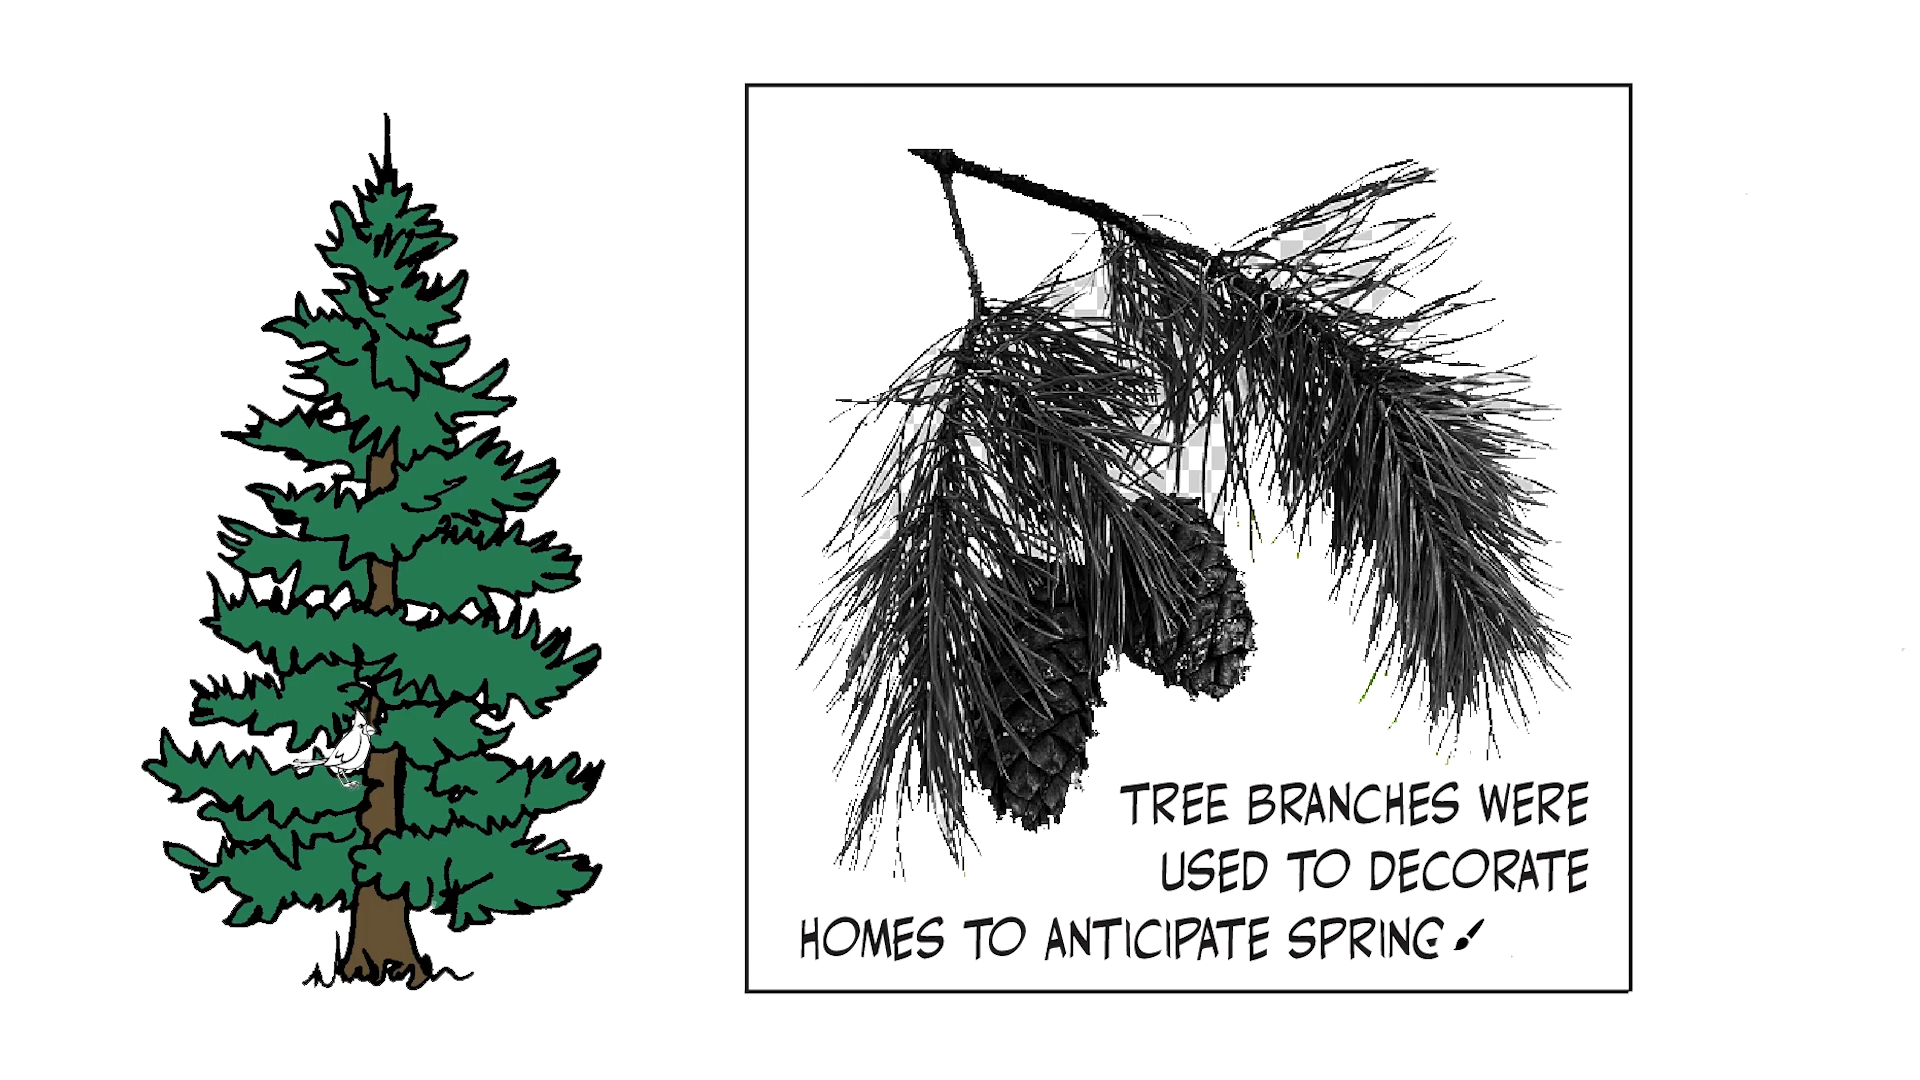 TREE BRANCHES WERE
USED TO DECORATE
HOMES TO ANTICIPATE SPRING